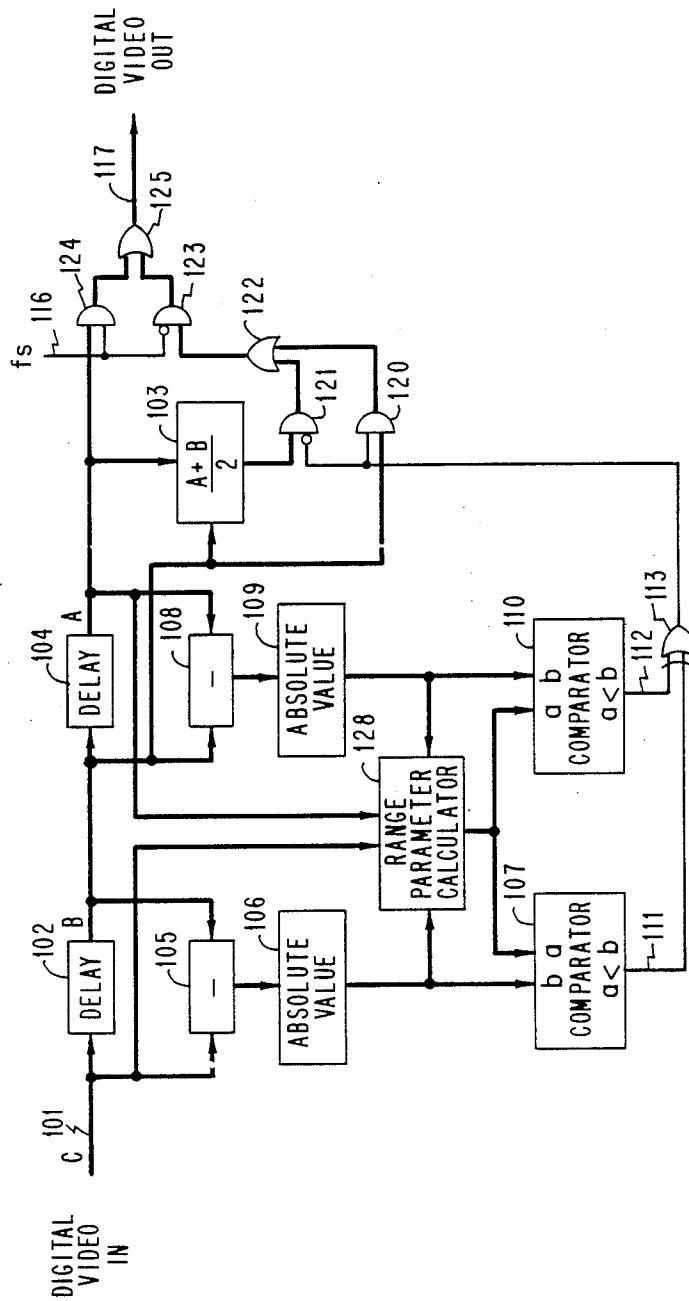 DIGITAL
VIDEO
IN
C
101
102
DELAY
B
104
DELAY
A
fs
116
124
117
DIGITAL
VIDEO
OUT
125
123
122
103
A + B
2
121
120
105
−
108
−
106
ABSOLUTE
VALUE
109
ABSOLUTE
VALUE
128
RANGE
PARAMETER
CALCULATOR
107
b a
COMPARATOR
a<b
110
a b
COMPARATOR
a<b
111
112
113